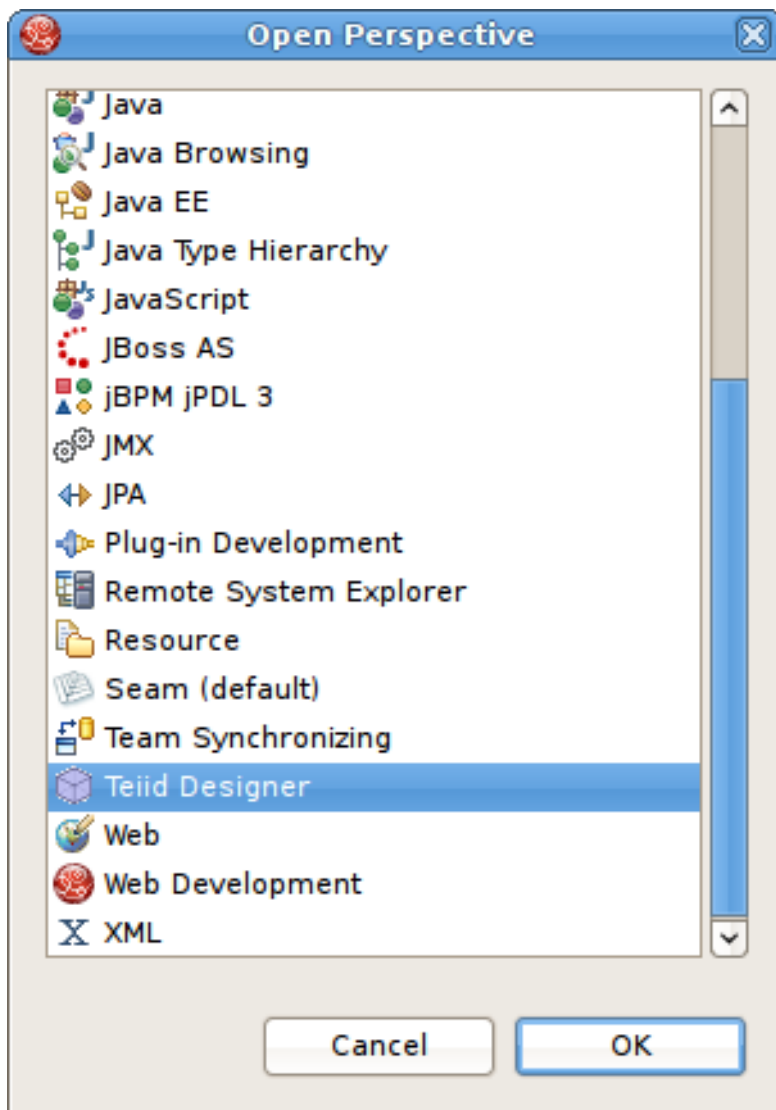 Open Perspective
Java
Java Browsing
Java EE
Java Type Hierarchy
JavaScript
JBoss AS
jBPM jPDL 3
JMX
JPA
Plug-in Development
Remote System Explorer
Resource
Seam (default)
Team Synchronizing
Teiid Designer
Web
Web Development
XML
Cancel OK